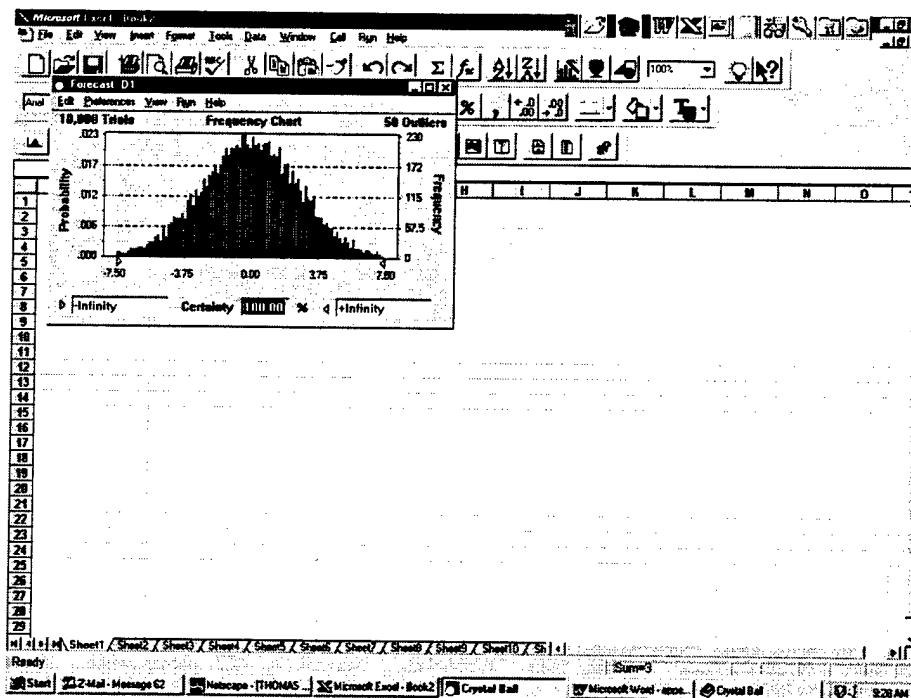 Microsoft Excel - Book2
File Edit View Insert Format Tools Data Window Cell Run Help
100%
Arial
% ,
Forecast: D1
Edit Preferences View Run Help
10,000 Trials Frequency Chart 58 Outliers
.023 230
.017 172
.012 115
.006 57.5
.000 0
Probability
Frequency
-7.50 -3.75 0.00 3.75 7.50
-Infinity Certainty 100.00 % +Infinity
H I J K L M N O
1
2
3
4
5
6
7
8
9
10
11
12
13
14
15
16
17
18
19
20
21
22
23
24
25
26
27
28
29
Sheet1 Sheet2 Sheet3 Sheet4 Sheet5 Sheet6 Sheet7 Sheet8 Sheet9 Sheet10 Sh
Ready Sum=3
Start Z-Mail - Message 62 Netscape - [THOMAS ... Microsoft Excel - Book2 Crystal Ball Microsoft Word - Crystal Ball 9:28 AM